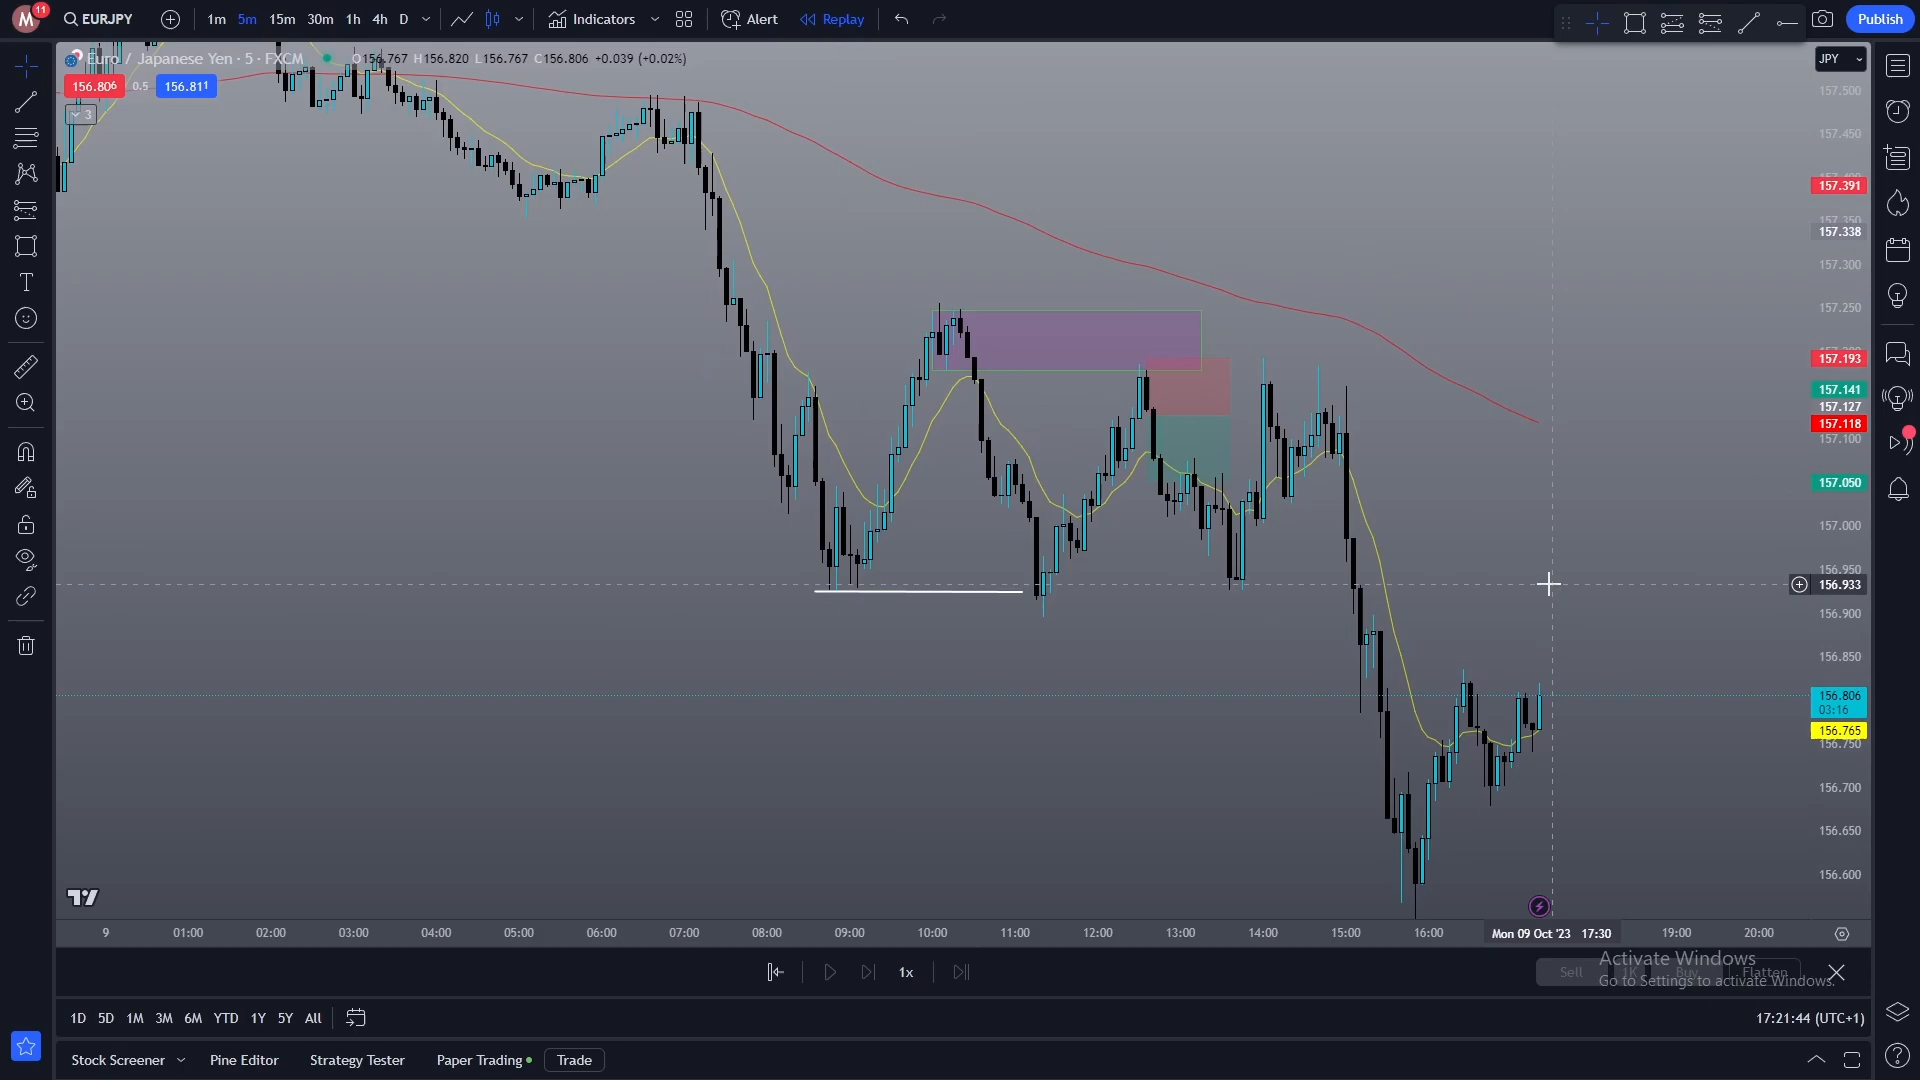 M 11 EURJPY 1m 5m 15m 30m 1h 4h D Indicators Alert Replay Publish
Euro / Japanese Yen · 5 · FXCM O156.767 H156.820 L156.767 C156.806 +0.039 (+0.02%) JPY
156.806 0.5 156.811
3
157.500
157.450
157.391
157.350
157.338
157.300
157.250
157.193
157.141
157.127
157.118
157.100
157.050
157.000
156.950
156.933
156.900
156.850
156.806
03:16
156.765
156.750
156.700
156.650
156.600
9 01:00 02:00 03:00 04:00 05:00 06:00 07:00 08:00 09:00 10:00 11:00 12:00 13:00 14:00 15:00 16:00 Mon 09 Oct '23 17:30 19:00 20:00
1x Sell 1K Buy Flatten
Activate Windows
Go to Settings to activate Windows.
1D 5D 1M 3M 6M YTD 1Y 5Y All 17:21:44 (UTC+1)
Stock Screener Pine Editor Strategy Tester Paper Trading Trade